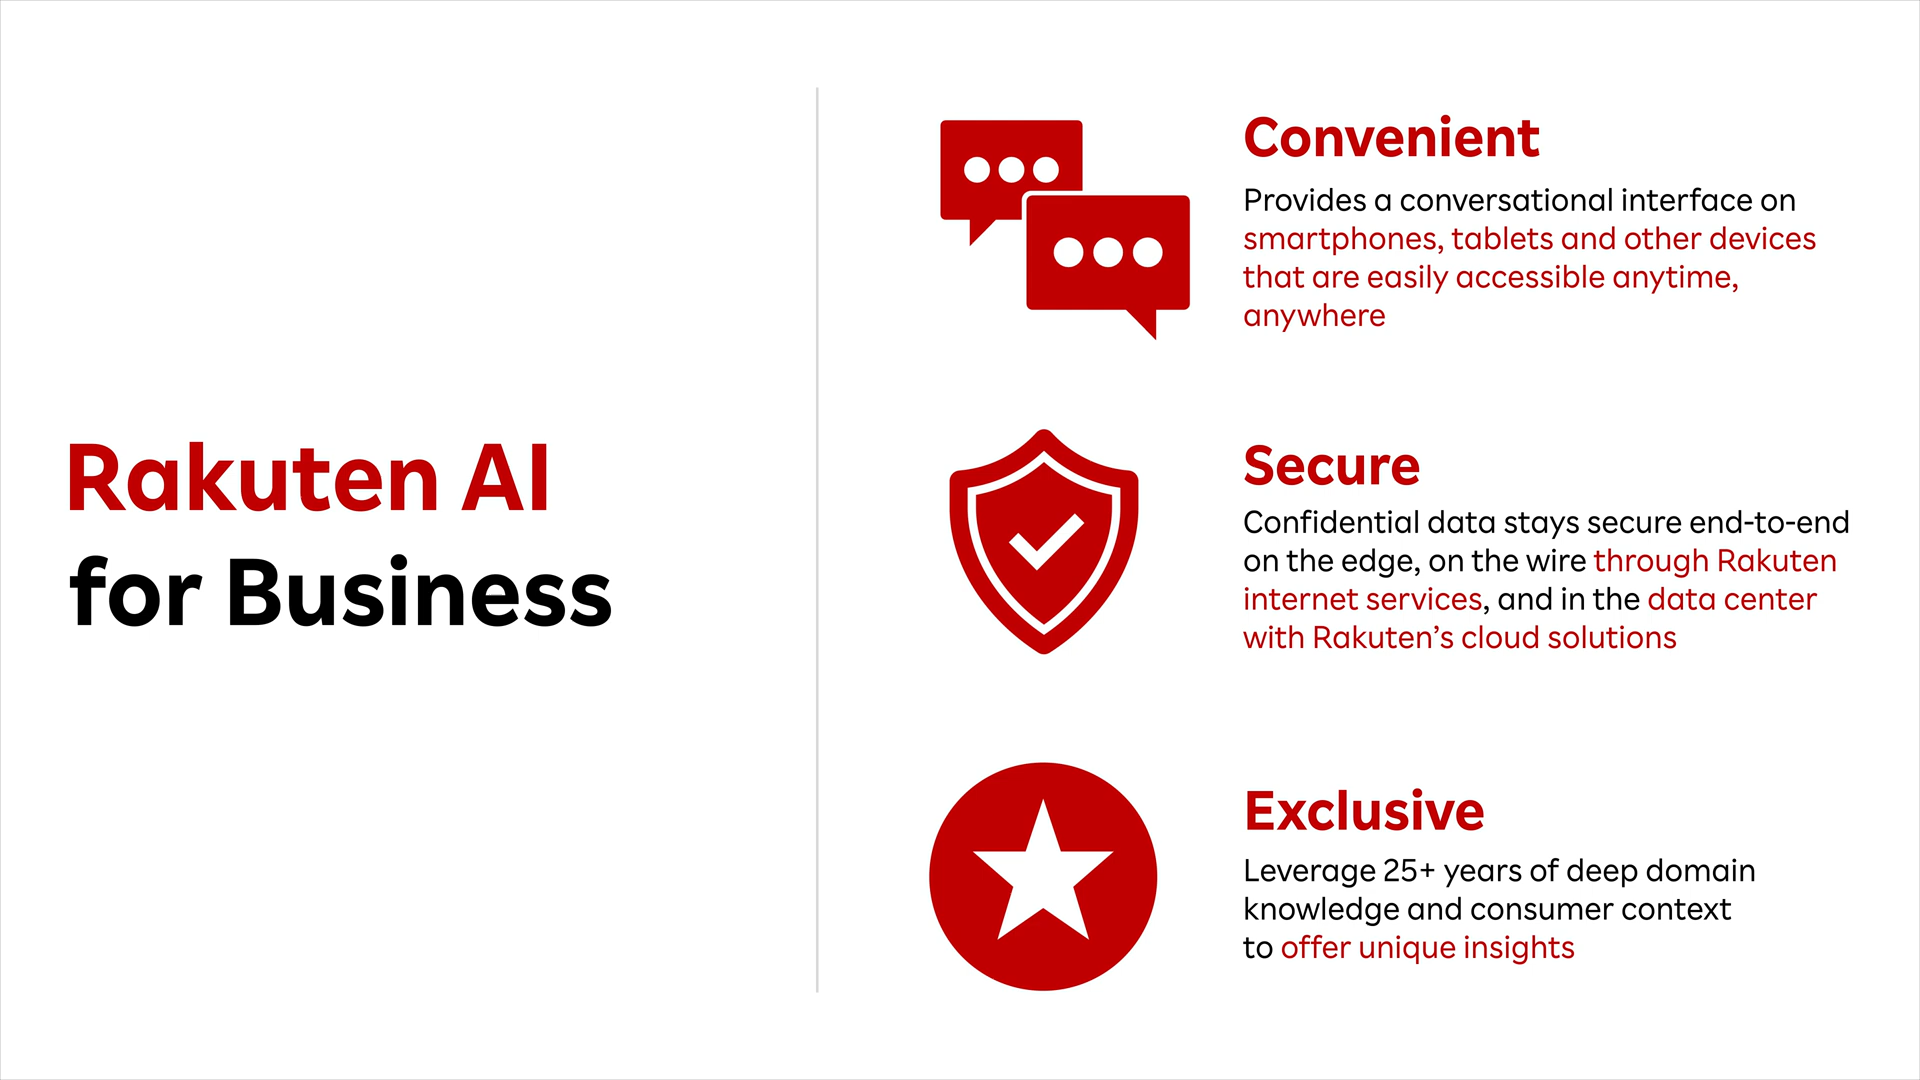 Rakuten AI
for Business
Convenient
Provides a conversational interface on
smartphones, tablets and other devices
that are easily accessible anytime,
anywhere
Secure
Confidential data stays secure end-to-end
on the edge, on the wire through Rakuten
internet services, and in the data center
with Rakuten’s cloud solutions
Exclusive
Leverage 25+ years of deep domain
knowledge and consumer context
to offer unique insights